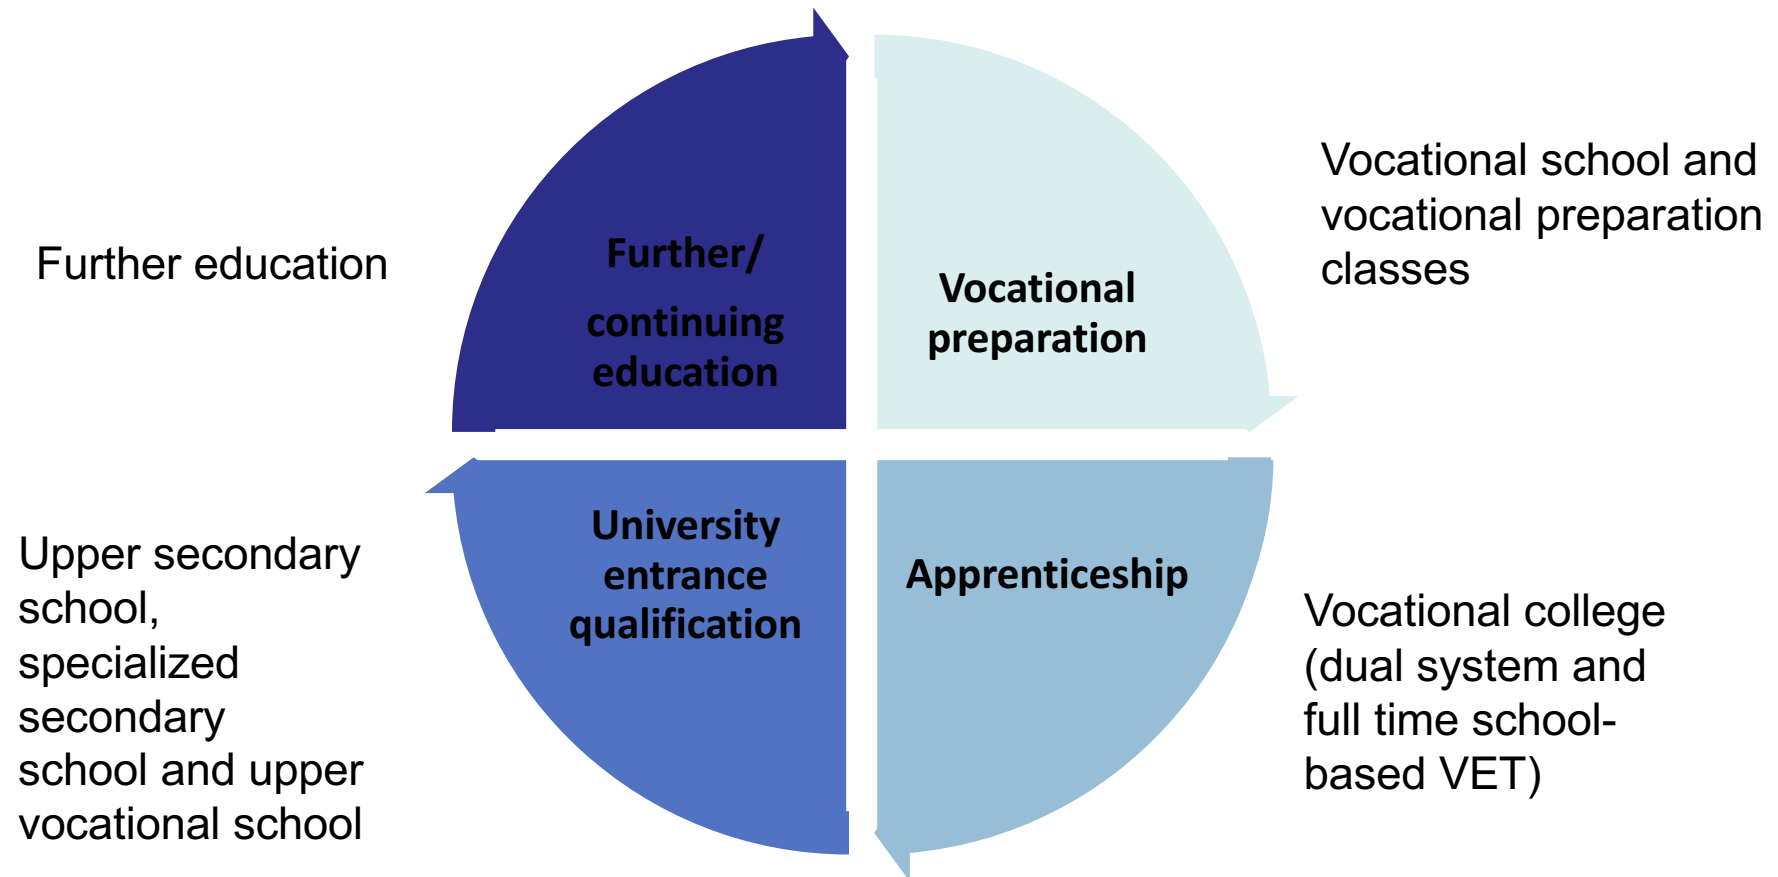 Further education
Further/
continuing
education
Vocational
preparation
Vocational school and
vocational preparation
classes
Upper secondary
school,
specialized
secondary
school and upper
vocational school
University
entrance
qualification
Apprenticeship
Vocational college
(dual system and
full time school-
based VET)